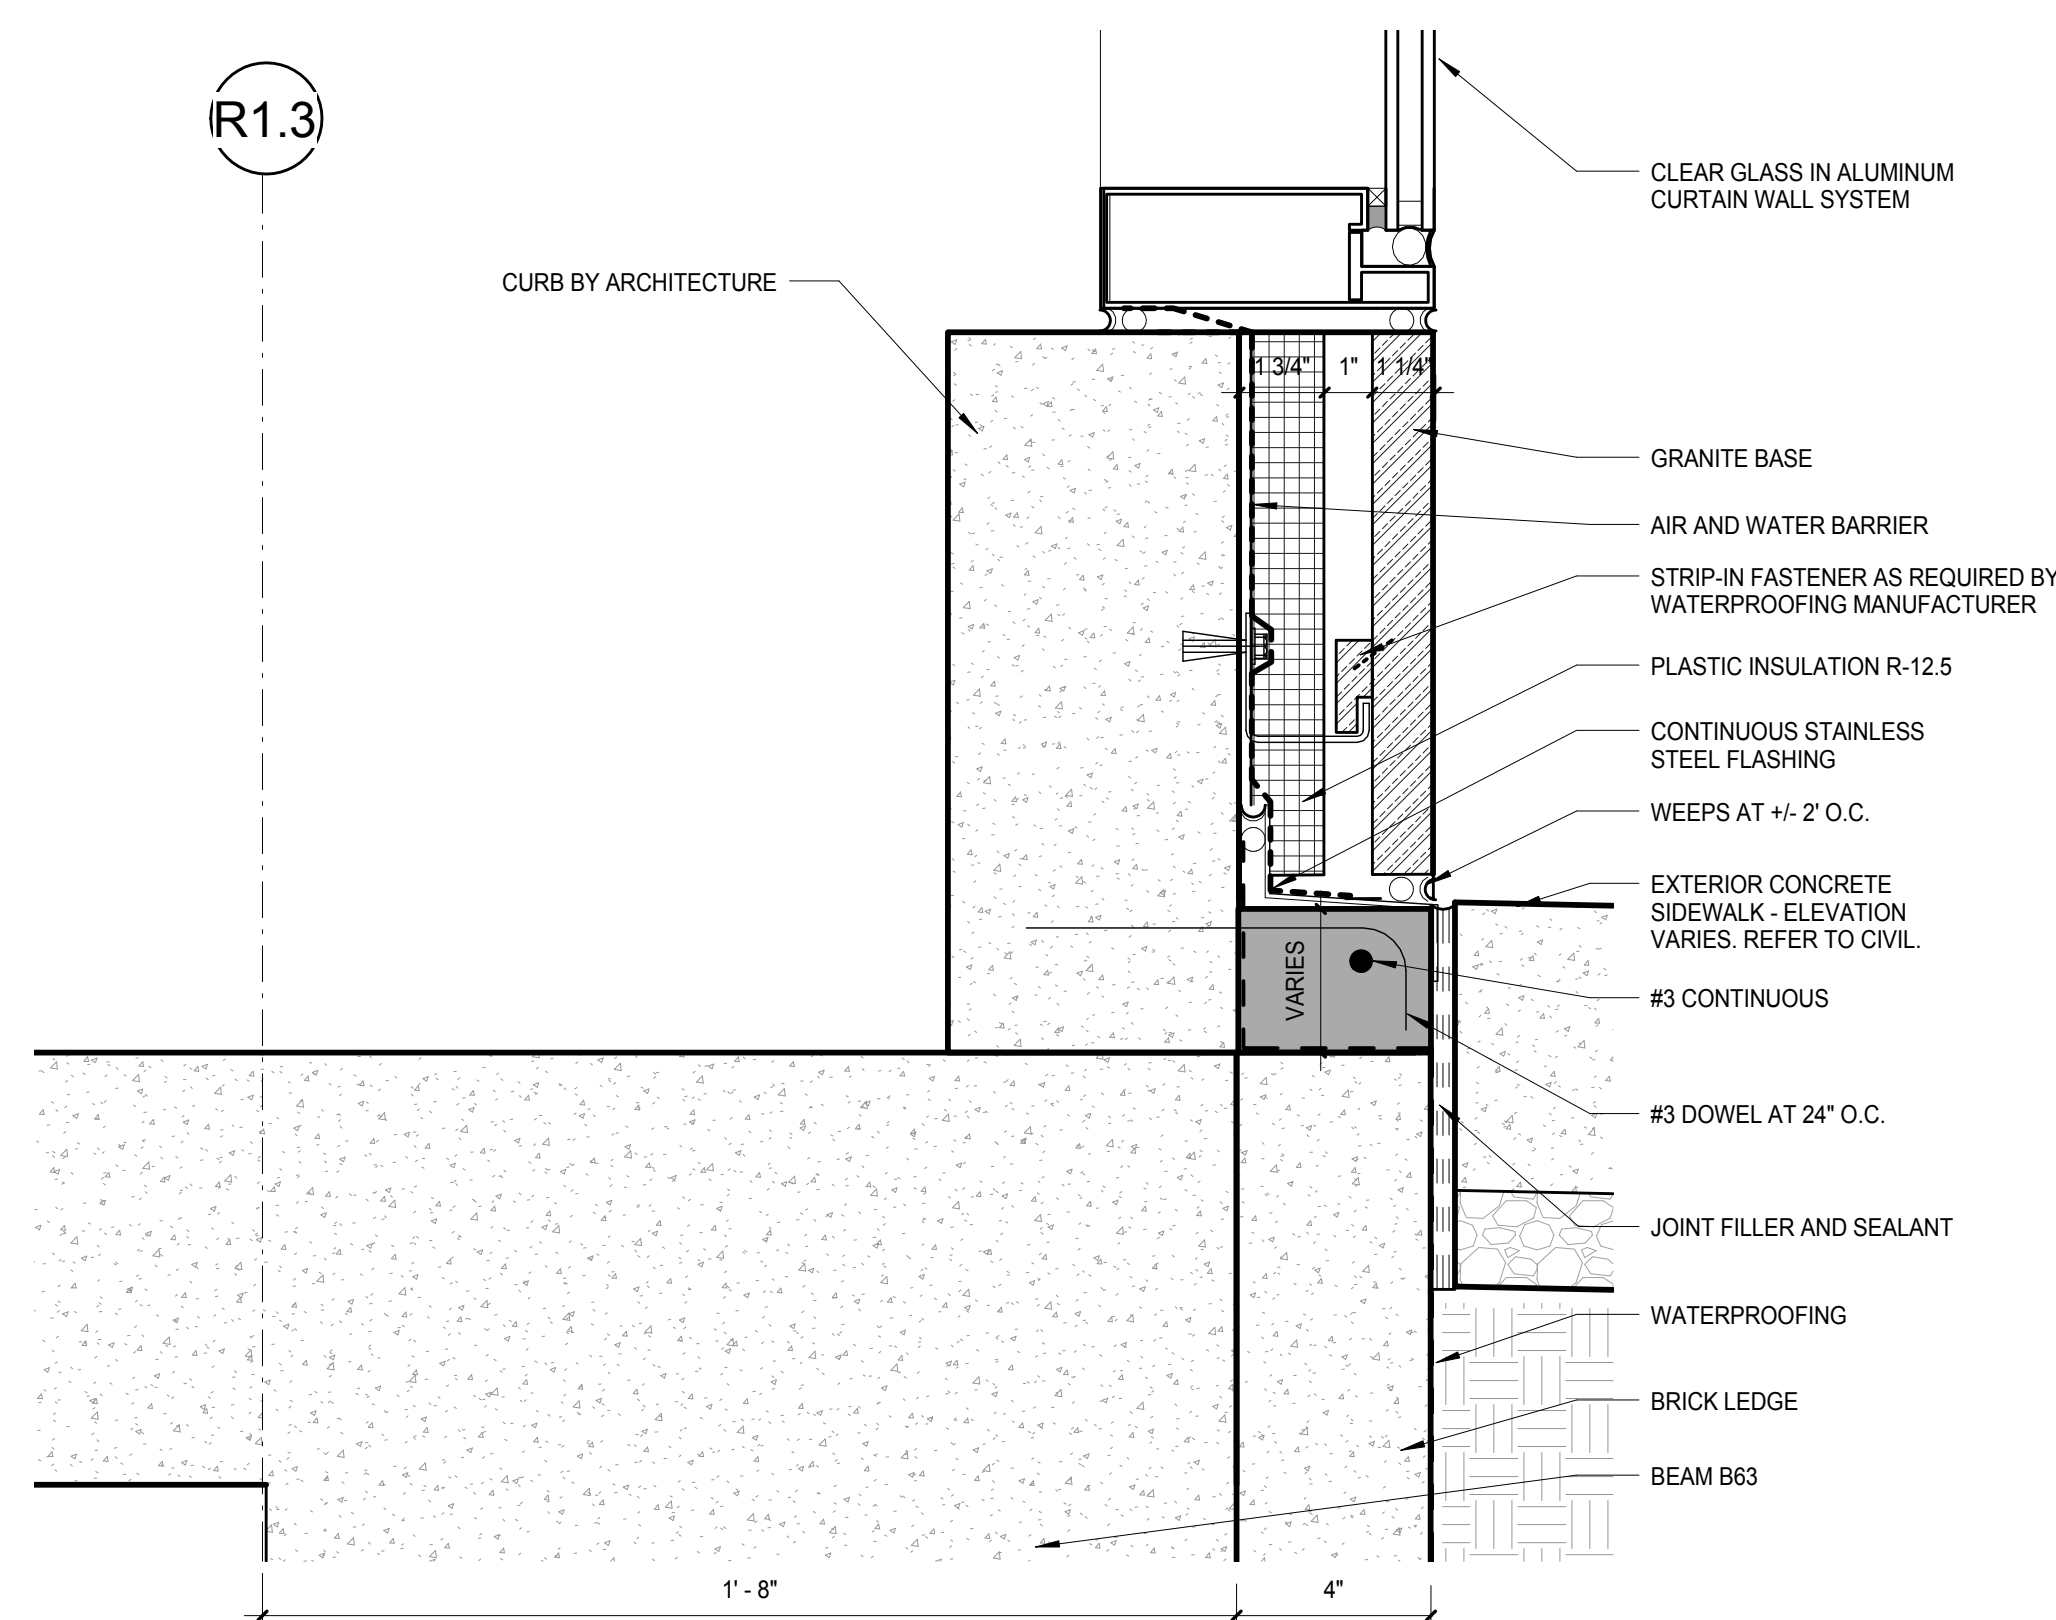 R1.3
CLEAR GLASS IN ALUMINUM
CURTAIN WALL SYSTEM
CURB BY ARCHITECTURE
1 3/4" 1" 1 1/4"
GRANITE BASE
AIR AND WATER BARRIER
STRIP-IN FASTENER AS REQUIRED BY
WATERPROOFING MANUFACTURER
PLASTIC INSULATION R-12.5
CONTINUOUS STAINLESS
STEEL FLASHING
WEEPS AT +/- 2' O.C.
EXTERIOR CONCRETE
SIDEWALK - ELEVATION
VARIES. REFER TO CIVIL.
VARIES
#3 CONTINUOUS
#3 DOWEL AT 24" O.C.
JOINT FILLER AND SEALANT
WATERPROOFING
BRICK LEDGE
BEAM B63
1' - 8" 4"